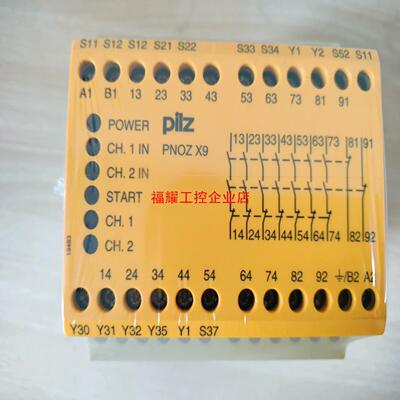 S11 S12 S12 S21 S22 S33 S34 Y1 Y2 S52 S11
A1 B1 13 23 33 43 53 63 73 81 91
POWER pilz
CH. 1 IN PNOZ X9
CH. 2 IN
START
CH. 1
CH. 2
13 23 33 43 53 63 73 81 91
14 24 34 44 54 64 74 82 92
福耀工控企业店
14 24 34 44 54 64 74 82 92 /B2 A2
Y30 Y31 Y32 Y35 Y1 S37